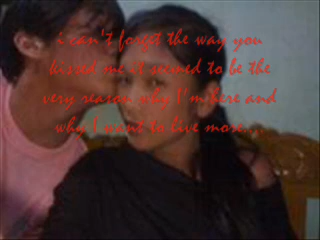 i can't forget the way you
kissed me it seemed to be the
very reason why I'm here and
why I want to live more...